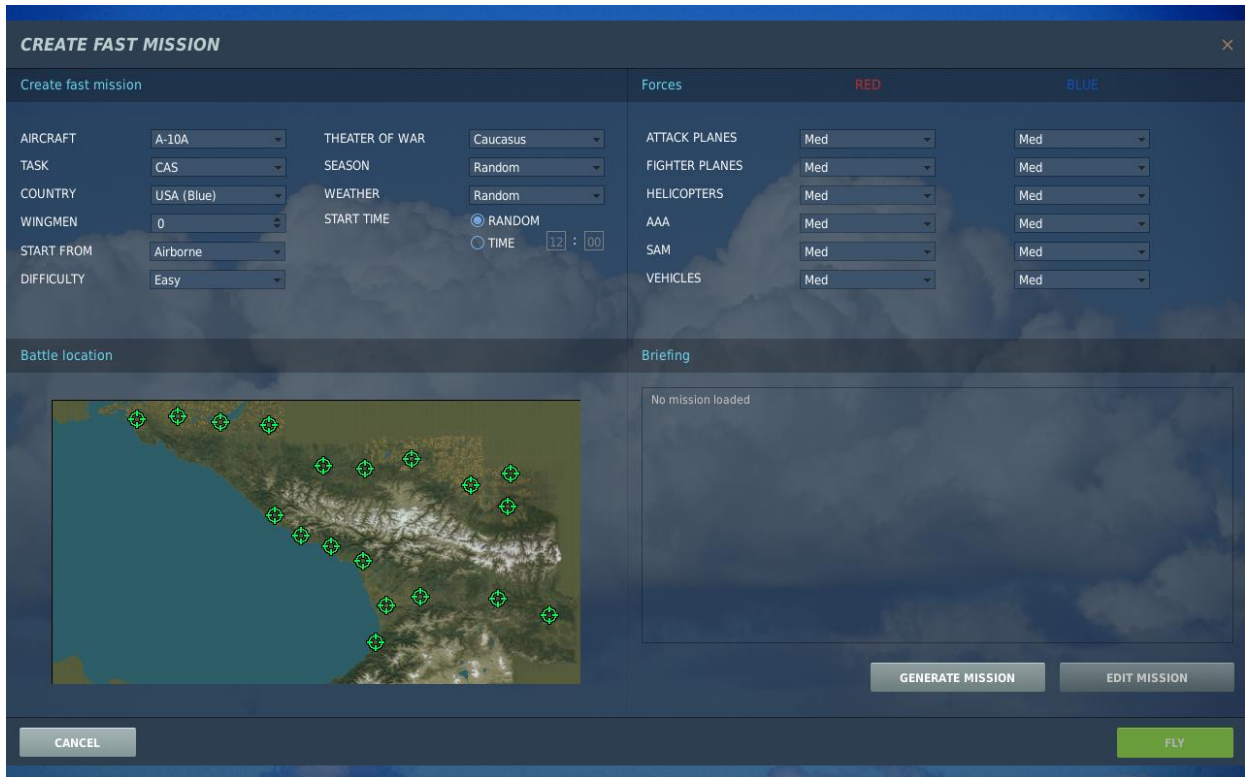 CREATE FAST MISSION
×
Create fast mission
AIRCRAFT A-10A
THEATER OF WAR Caucasus
TASK CAS
SEASON Random
COUNTRY USA (Blue)
WEATHER Random
WINGMEN 0
START TIME RANDOM
START FROM Airborne
TIME 12 : 00
DIFFICULTY Easy
Forces RED BLUE
ATTACK PLANES Med Med
FIGHTER PLANES Med Med
HELICOPTERS Med Med
AAA Med Med
SAM Med Med
VEHICLES Med Med
Battle location
Briefing
No mission loaded
GENERATE MISSION EDIT MISSION
CANCEL FLY